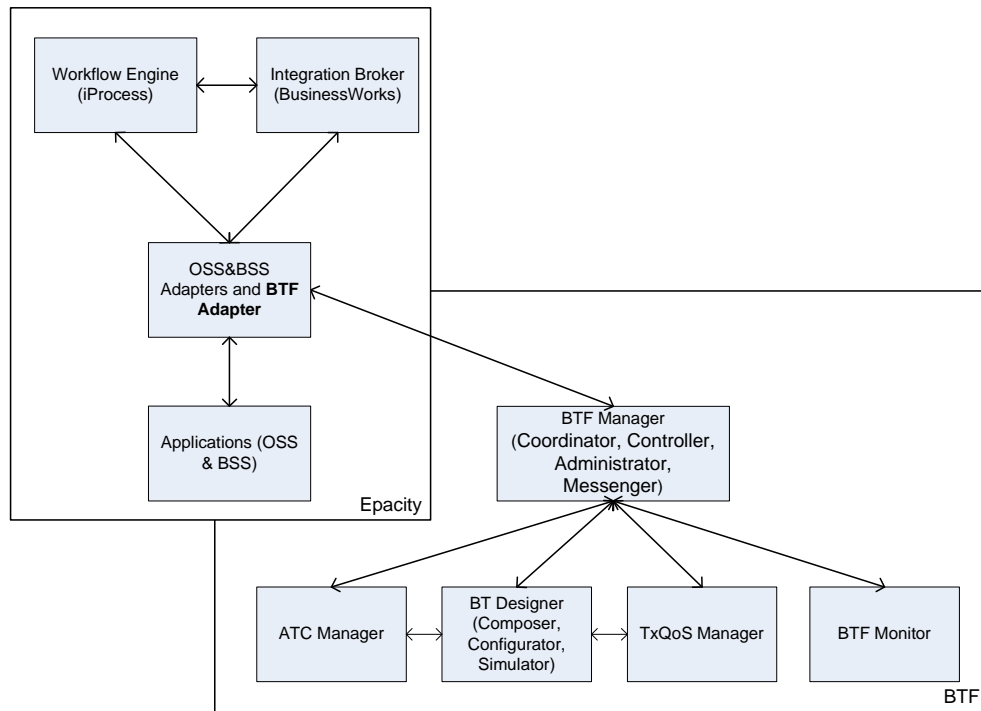 Workflow Engine
(iProcess)
Integration Broker
(BusinessWorks)
OSS&BSS
Adapters and BTF
Adapter
Applications (OSS
& BSS)
Epacity
BTF Manager
(Coordinator, Controller,
Administrator,
Messenger)
ATC Manager
BT Designer
(Composer,
Configurator,
Simulator)
TxQoS Manager
BTF Monitor
BTF